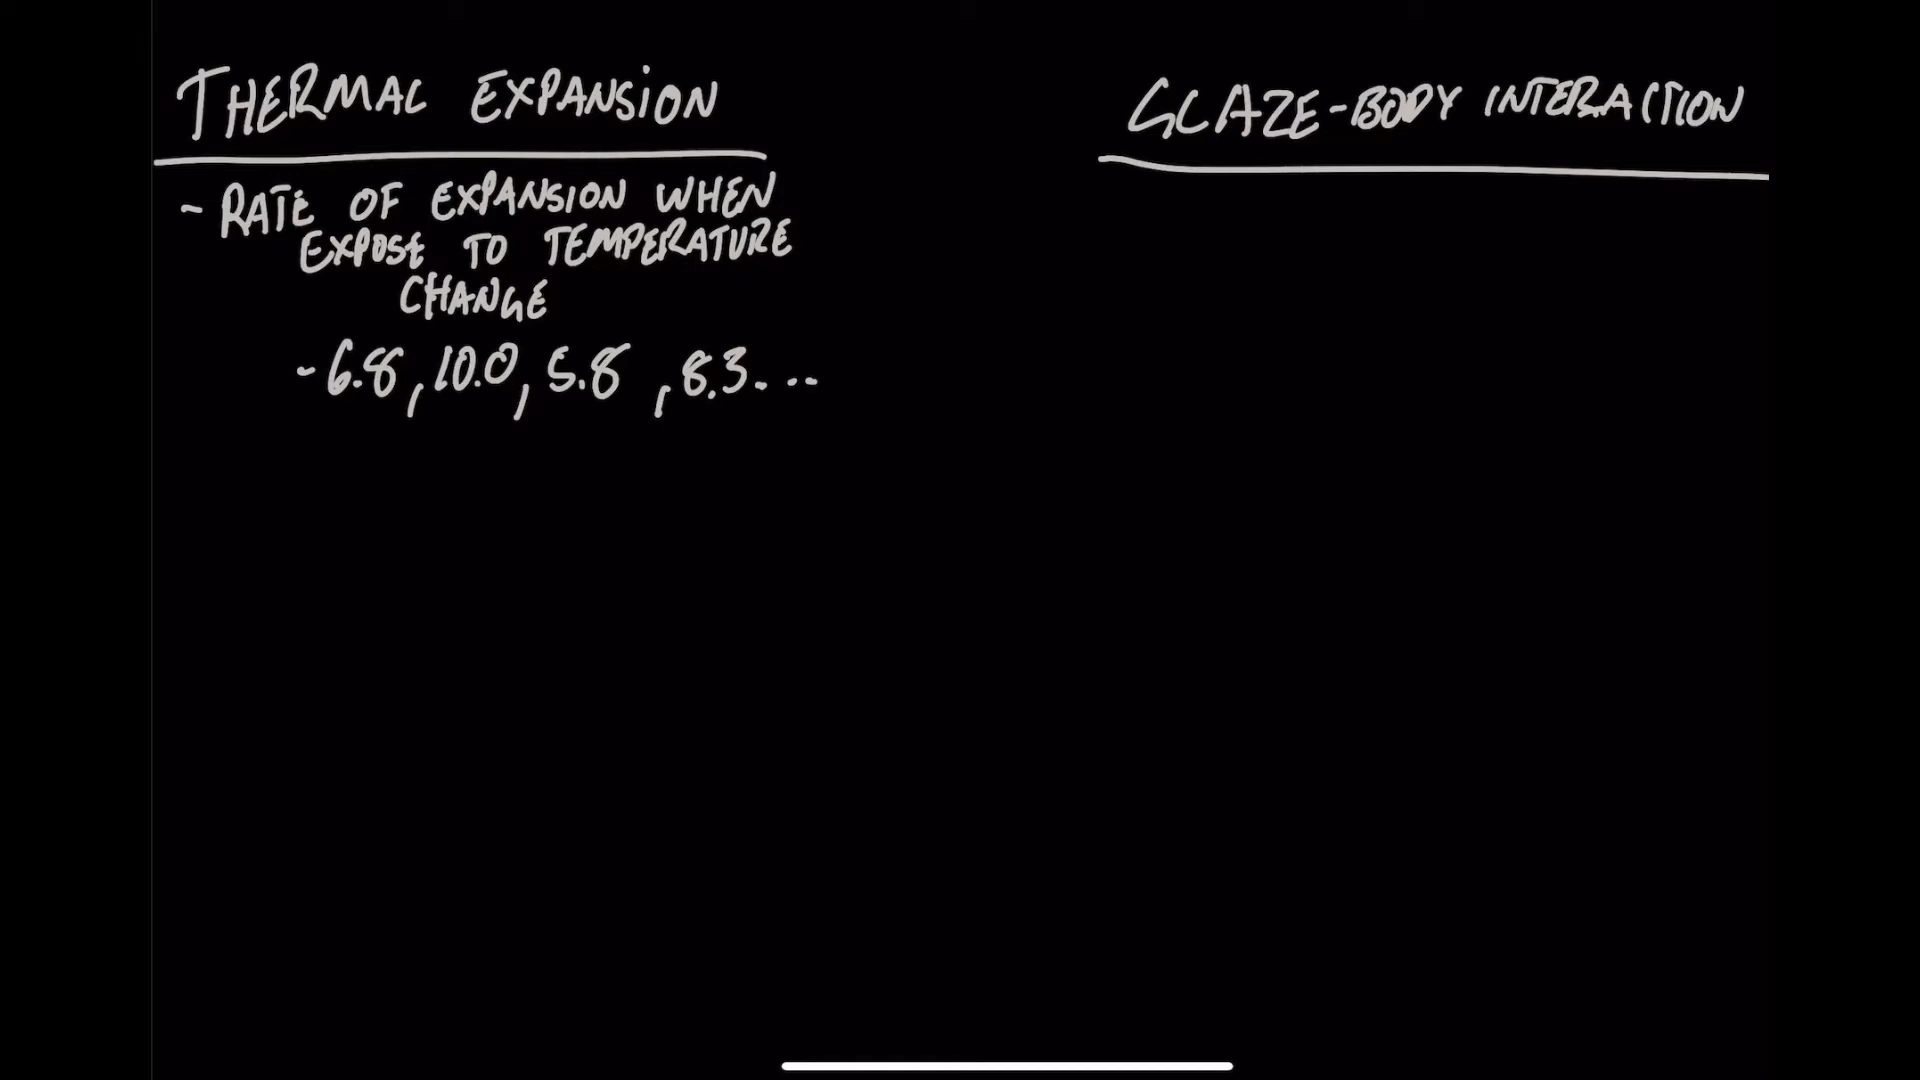 THERMAL EXPANSION
- RATE OF EXPANSION WHEN
EXPOSE TO TEMPERATURE
CHANGE
- 6.8, 10.0, 5.8, 8.3...
GLAZE-BODY INTERACTION